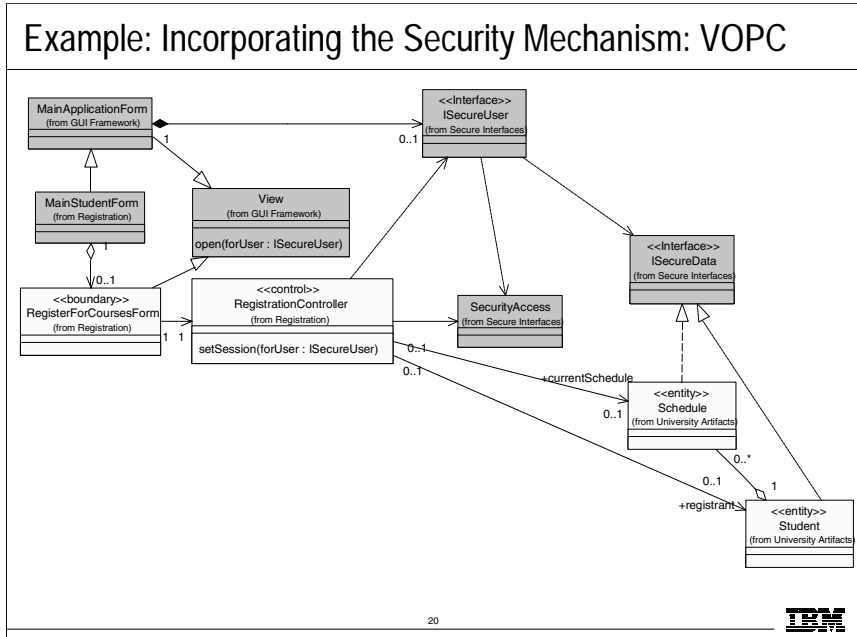 Example: Incorporating the Security Mechanism: VOPC
MainApplicationForm
(from GUI Framework)
1
<<Interface>>
ISecureUser
(from Secure Interfaces)
0..1
MainStudentForm
(from Registration)
1
0..1
View
(from GUI Framework)
open(forUser : ISecureUser)
<<Interface>>
ISecureData
(from Secure Interfaces)
<<boundary>>
RegisterForCoursesForm
(from Registration)
1
1
<<control>>
RegistrationController
(from Registration)
setSession(forUser : ISecureUser)
SecurityAccess
(from Secure Interfaces)
0..1
0..1
+currentSchedule
0..1
<<entity>>
Schedule
(from University Artifacts)
0..*
1
0..1
+registrant
<<entity>>
Student
(from University Artifacts)
20
IBM